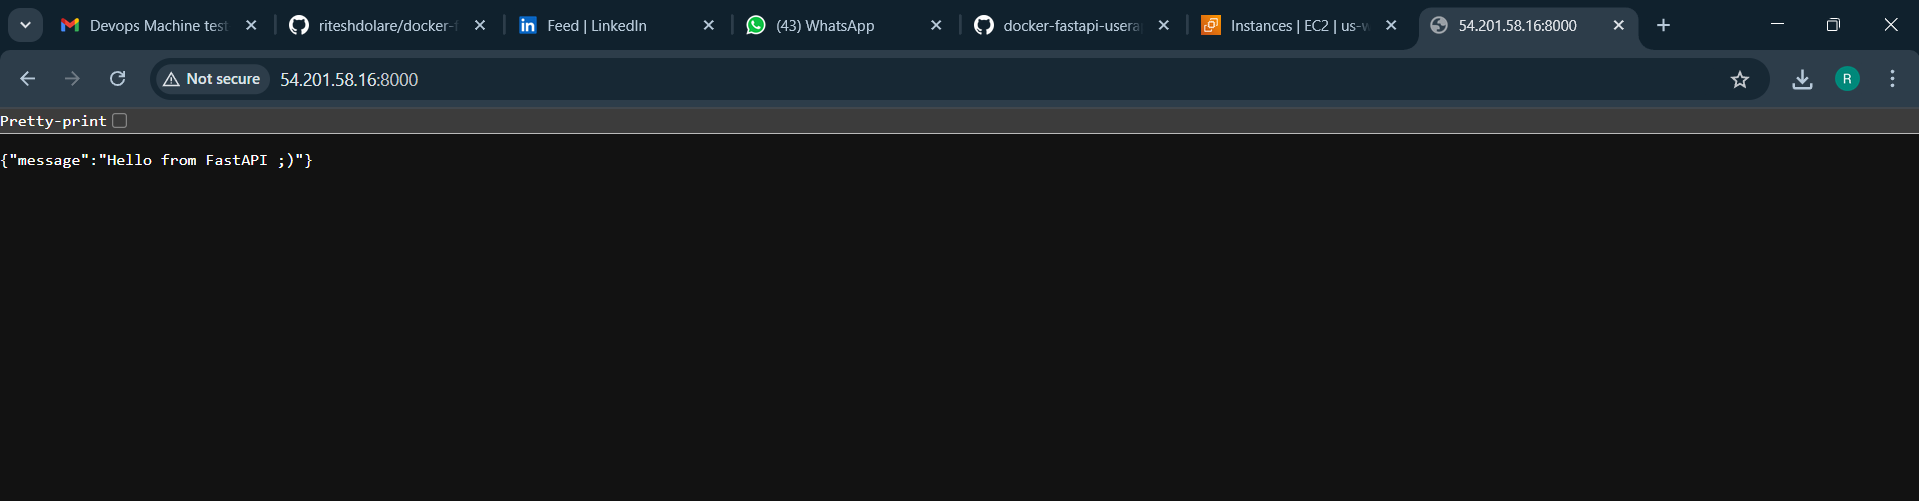 Devops Machine test
riteshdolare/docker-f
Feed | LinkedIn
(43) WhatsApp
docker-fastapi-usera
Instances | EC2 | us-w
54.201.58.16:8000
Not secure
54.201.58.16:8000
R
Pretty-print
{"message":"Hello from FastAPI ;)"}